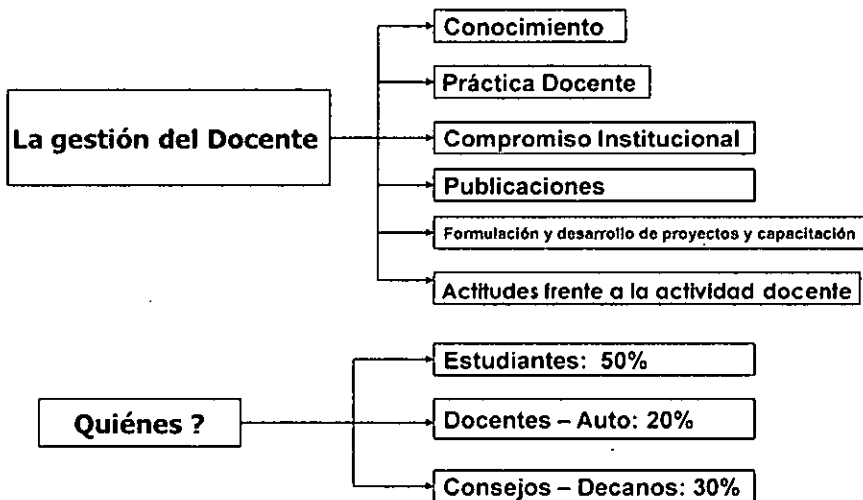 Conocimiento
Práctica Docente
La gestión del Docente
Compromiso Institucional
Publicaciones
Formulación y desarrollo de proyectos y capacitación
Actitudes frente a la actividad docente
Estudiantes: 50%
Quiénes ?
Docentes – Auto: 20%
Consejos – Decanos: 30%